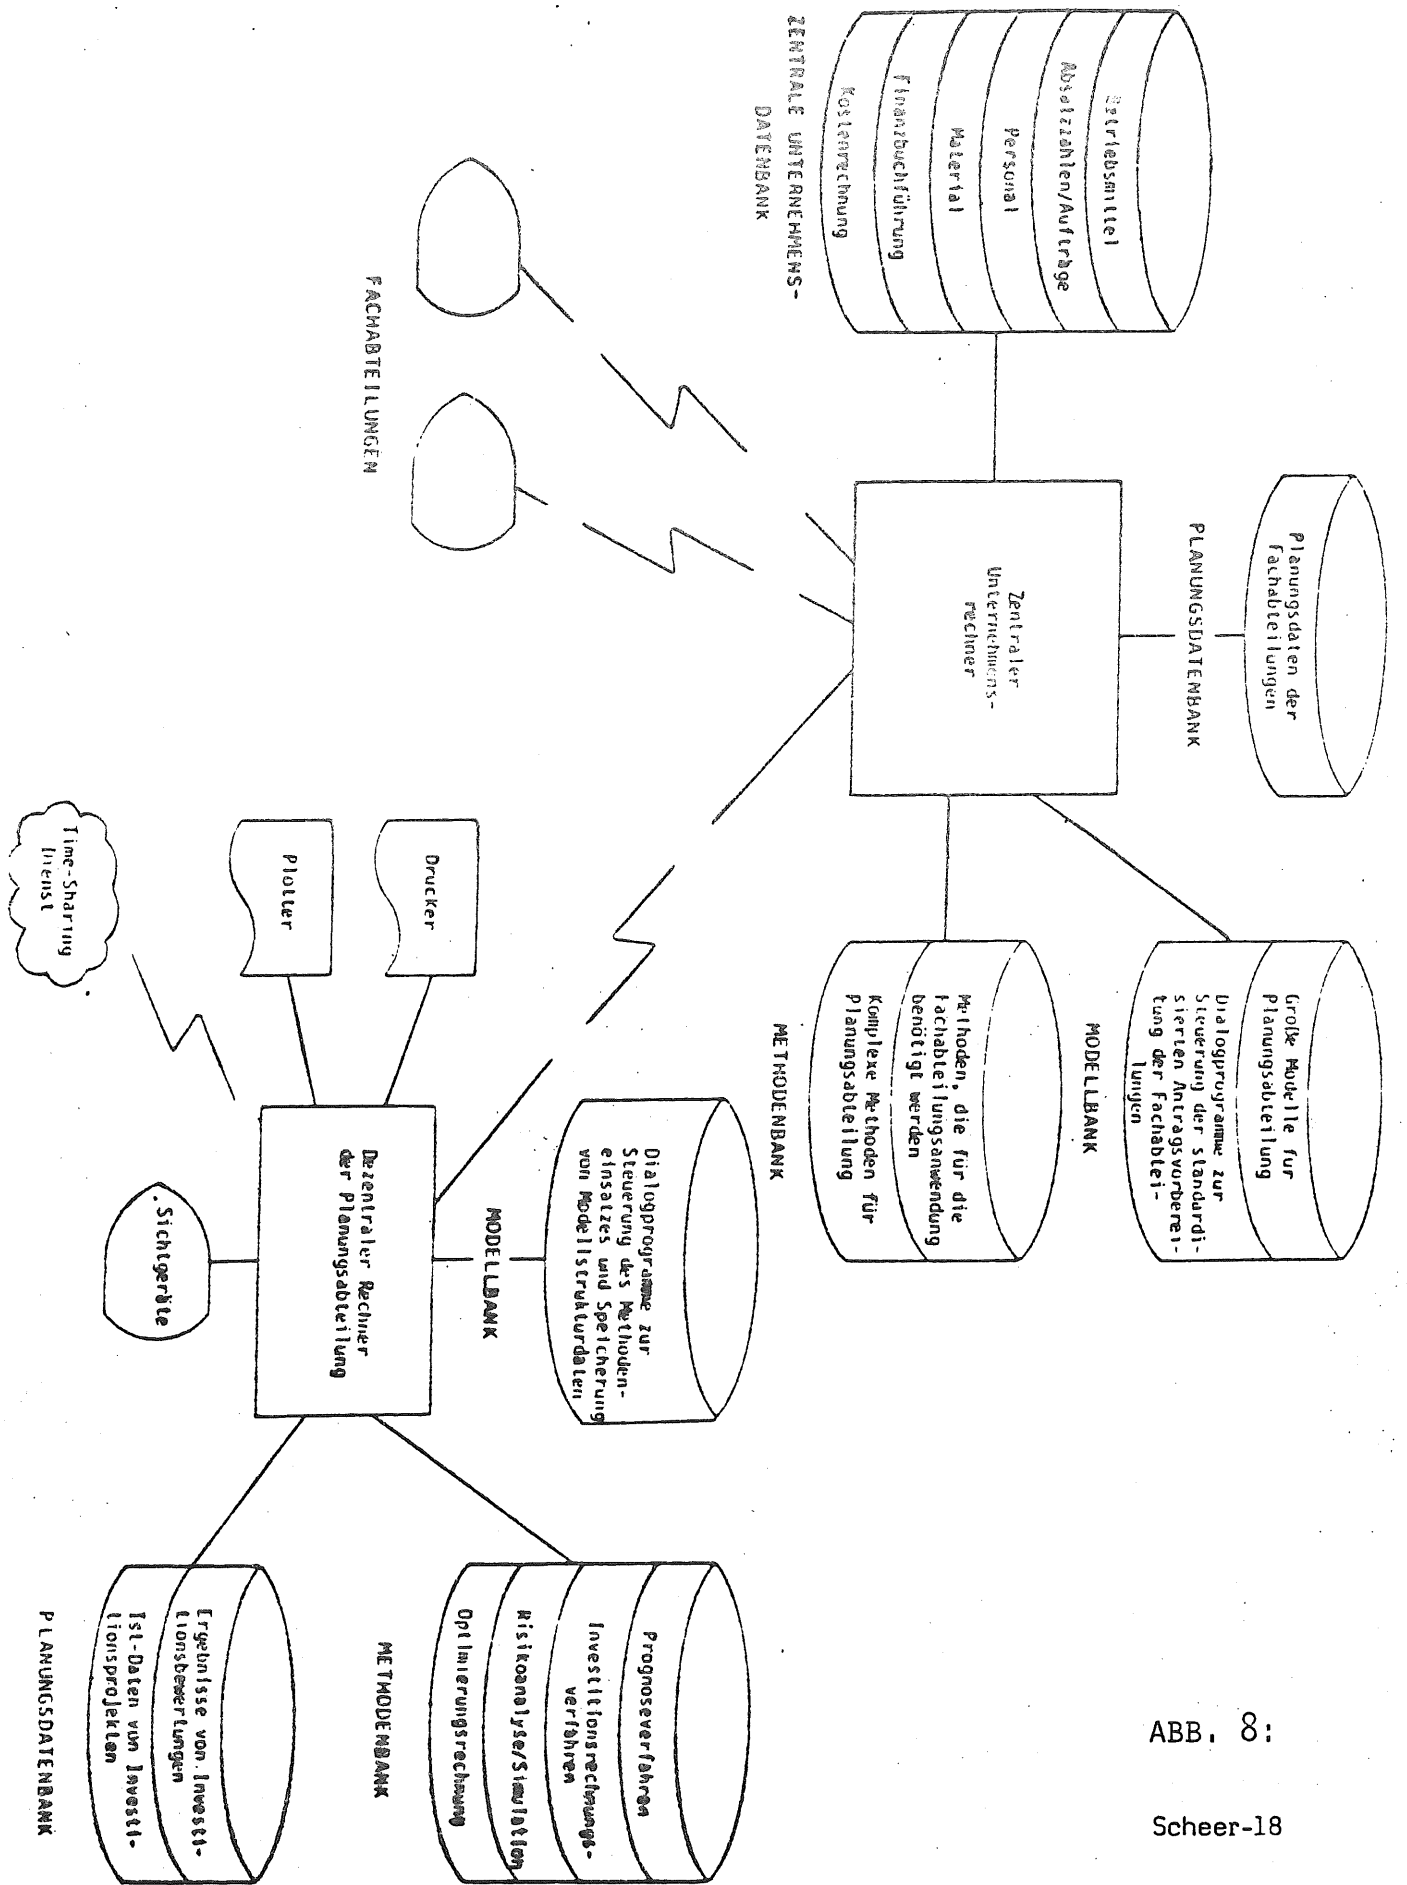 Betriebsmittel
Absatzzahlen/Aufträge
Personal
Material
Finanzbuchführung
Kostenrechnung
ZENTRALE UNTERNEHMENS-
DATENBANK
FACHABTEILUNGEN
Planungsdaten der
Fachabteilungen
PLANUNGSDATENBANK
Zentraler
Unternehmens-
rechner
Große Modelle für
Planungsabteilung
Dialogprogramme zur
Steuerung der standardi-
sierten Antragsvorberei-
tung der Fachabtei-
lungen
MODELLBANK
Methoden, die für die
Fachabteilungsanwendung
benötigt werden
Komplexe Methoden für
Planungsabteilung
METHODENBANK
Drucker
Plotter
Time-Sharing
Dienst
Dialogprogramme zur
Steuerung des Methoden-
einsatzes und Speicherung
von Modellstrukturdaten
MODELLBANK
Dezentraler Rechner
der Planungsabteilung
Sichtgeräte
Prognoseverfahren
Investitionsrechnungs-
verfahren
Risikoanalyse/Simulation
Optimierungsrechnung
METHODENBANK
Ergebnisse von Investi-
tionsbewertungen
Ist-Daten von Investi-
tionsprojekten
PLANUNGSDATENBANK
ABB. 8:
Scheer-18